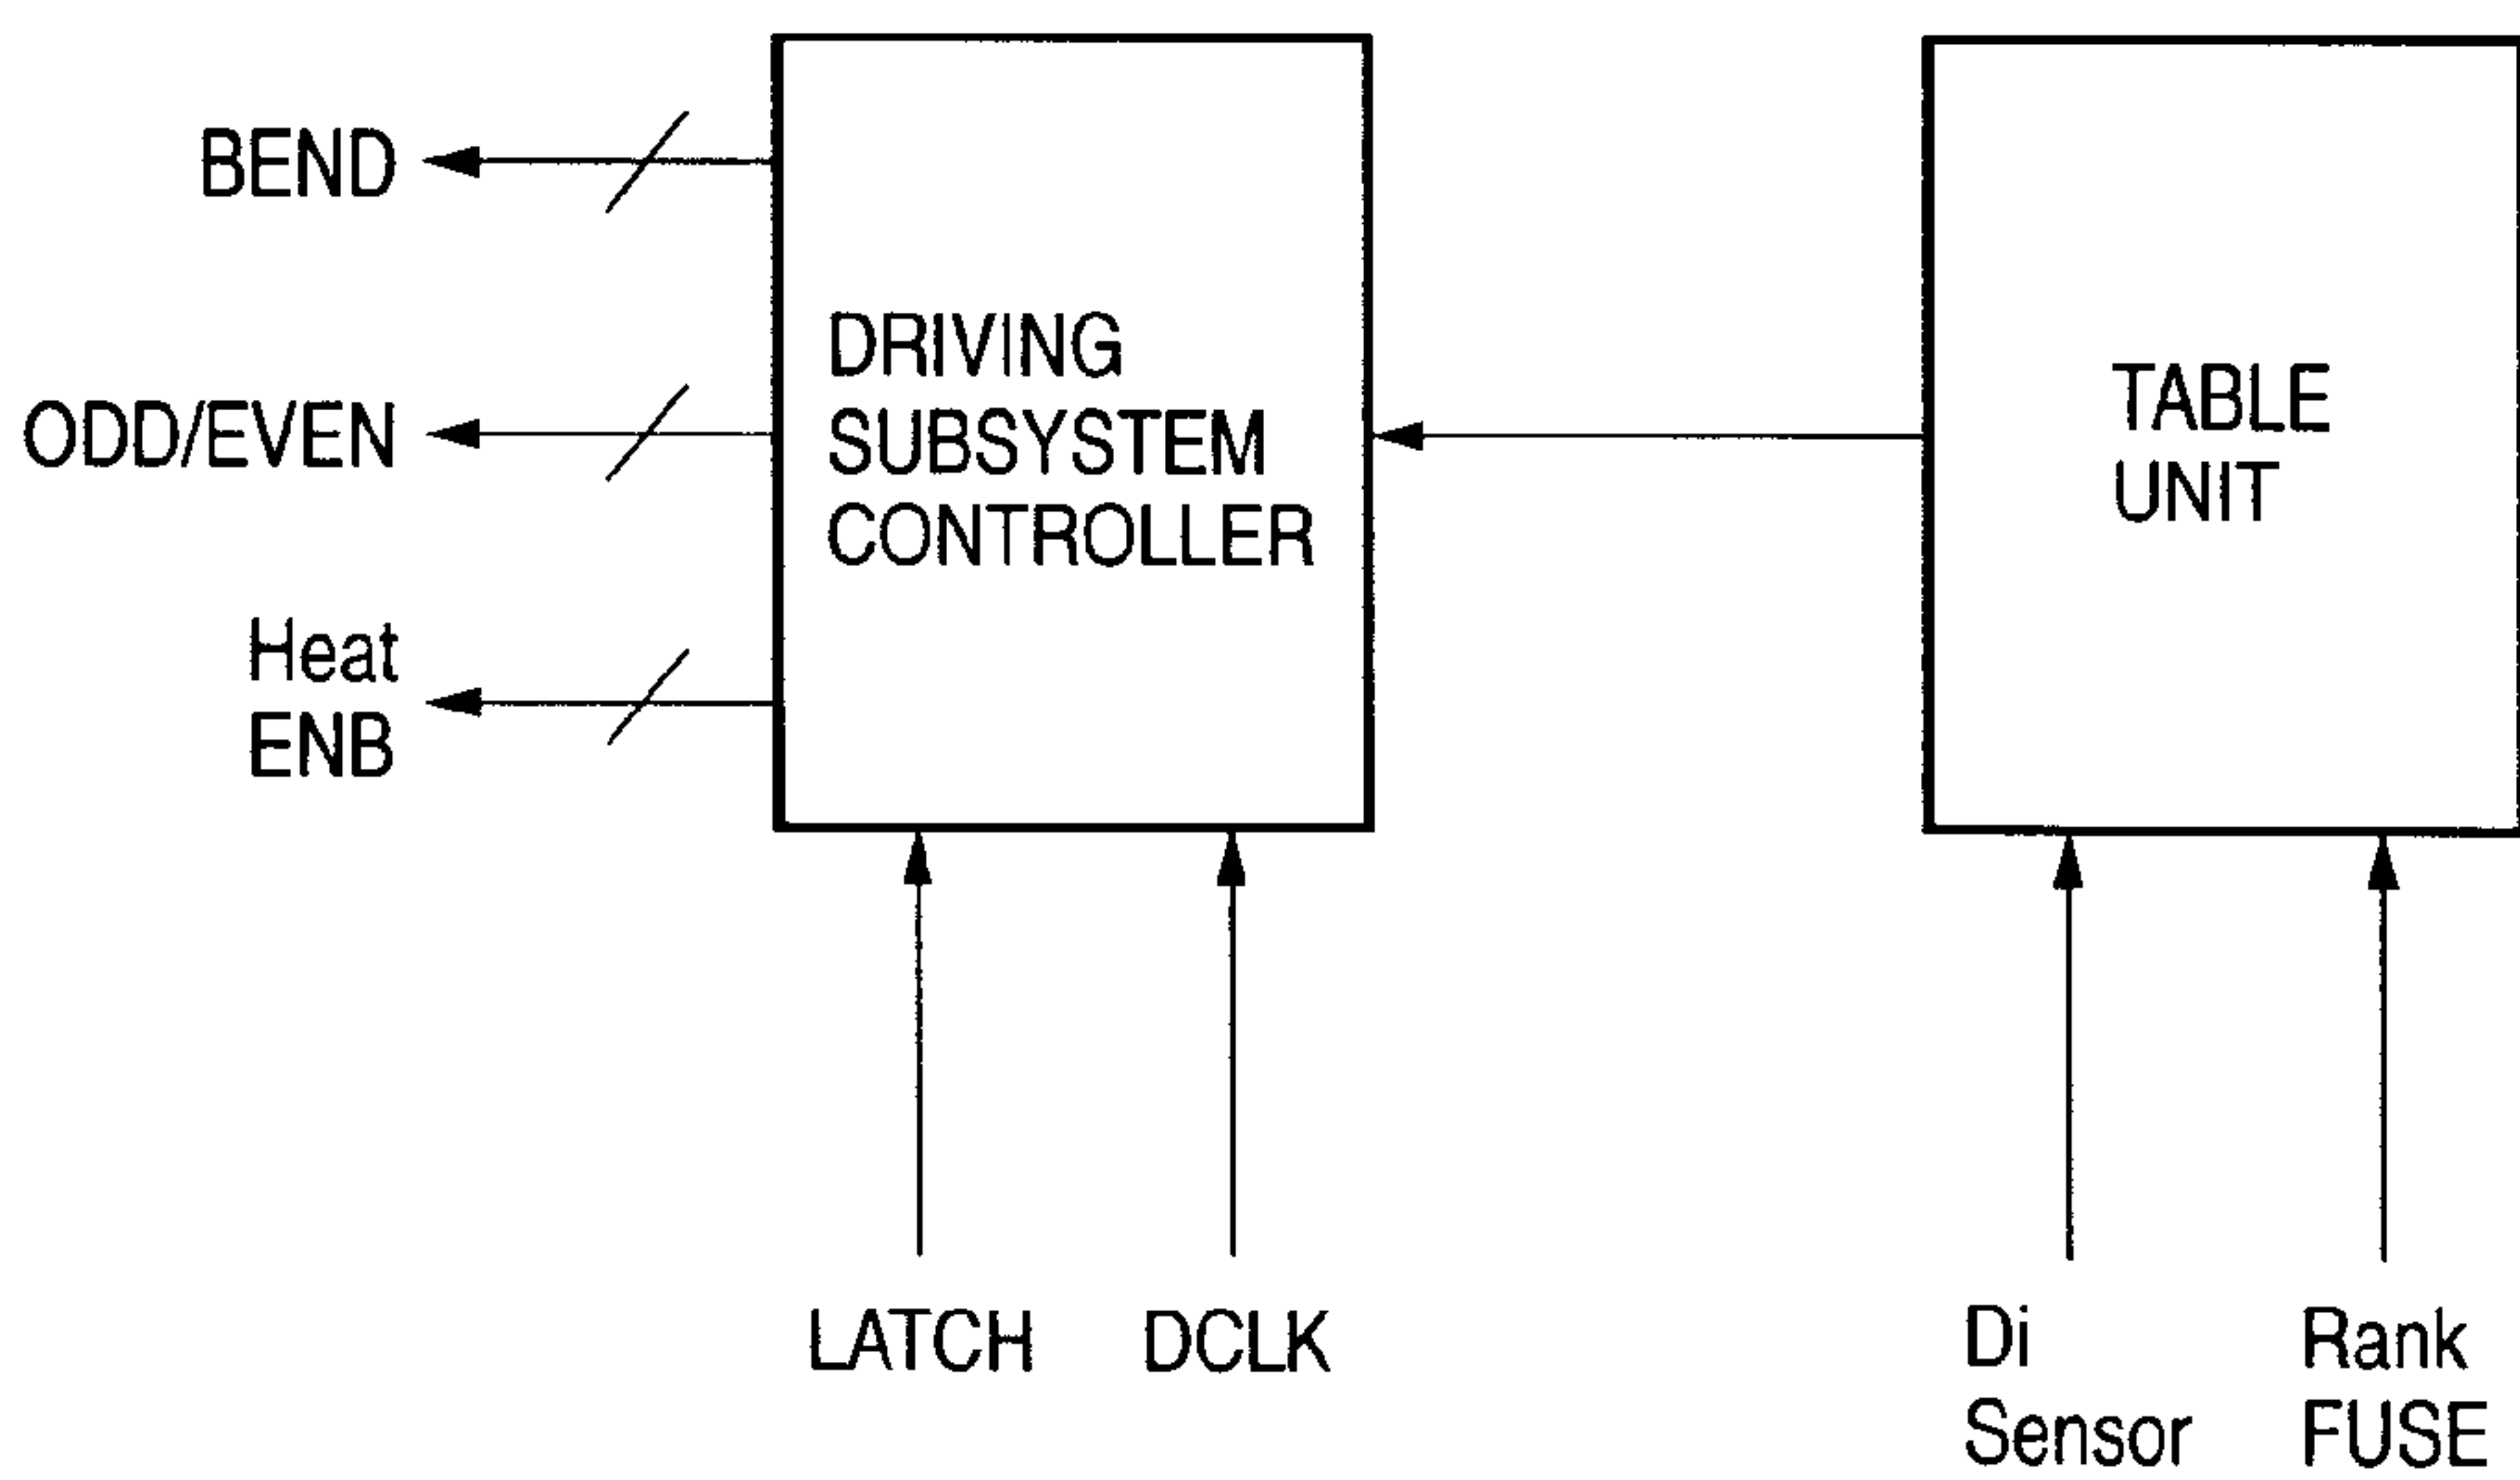 BEND
ODD/EVEN
Heat
ENB
DRIVING
SUBSYSTEM
CONTROLLER
TABLE
UNIT
LATCH
DCLK
Di
Sensor
Rank
FUSE